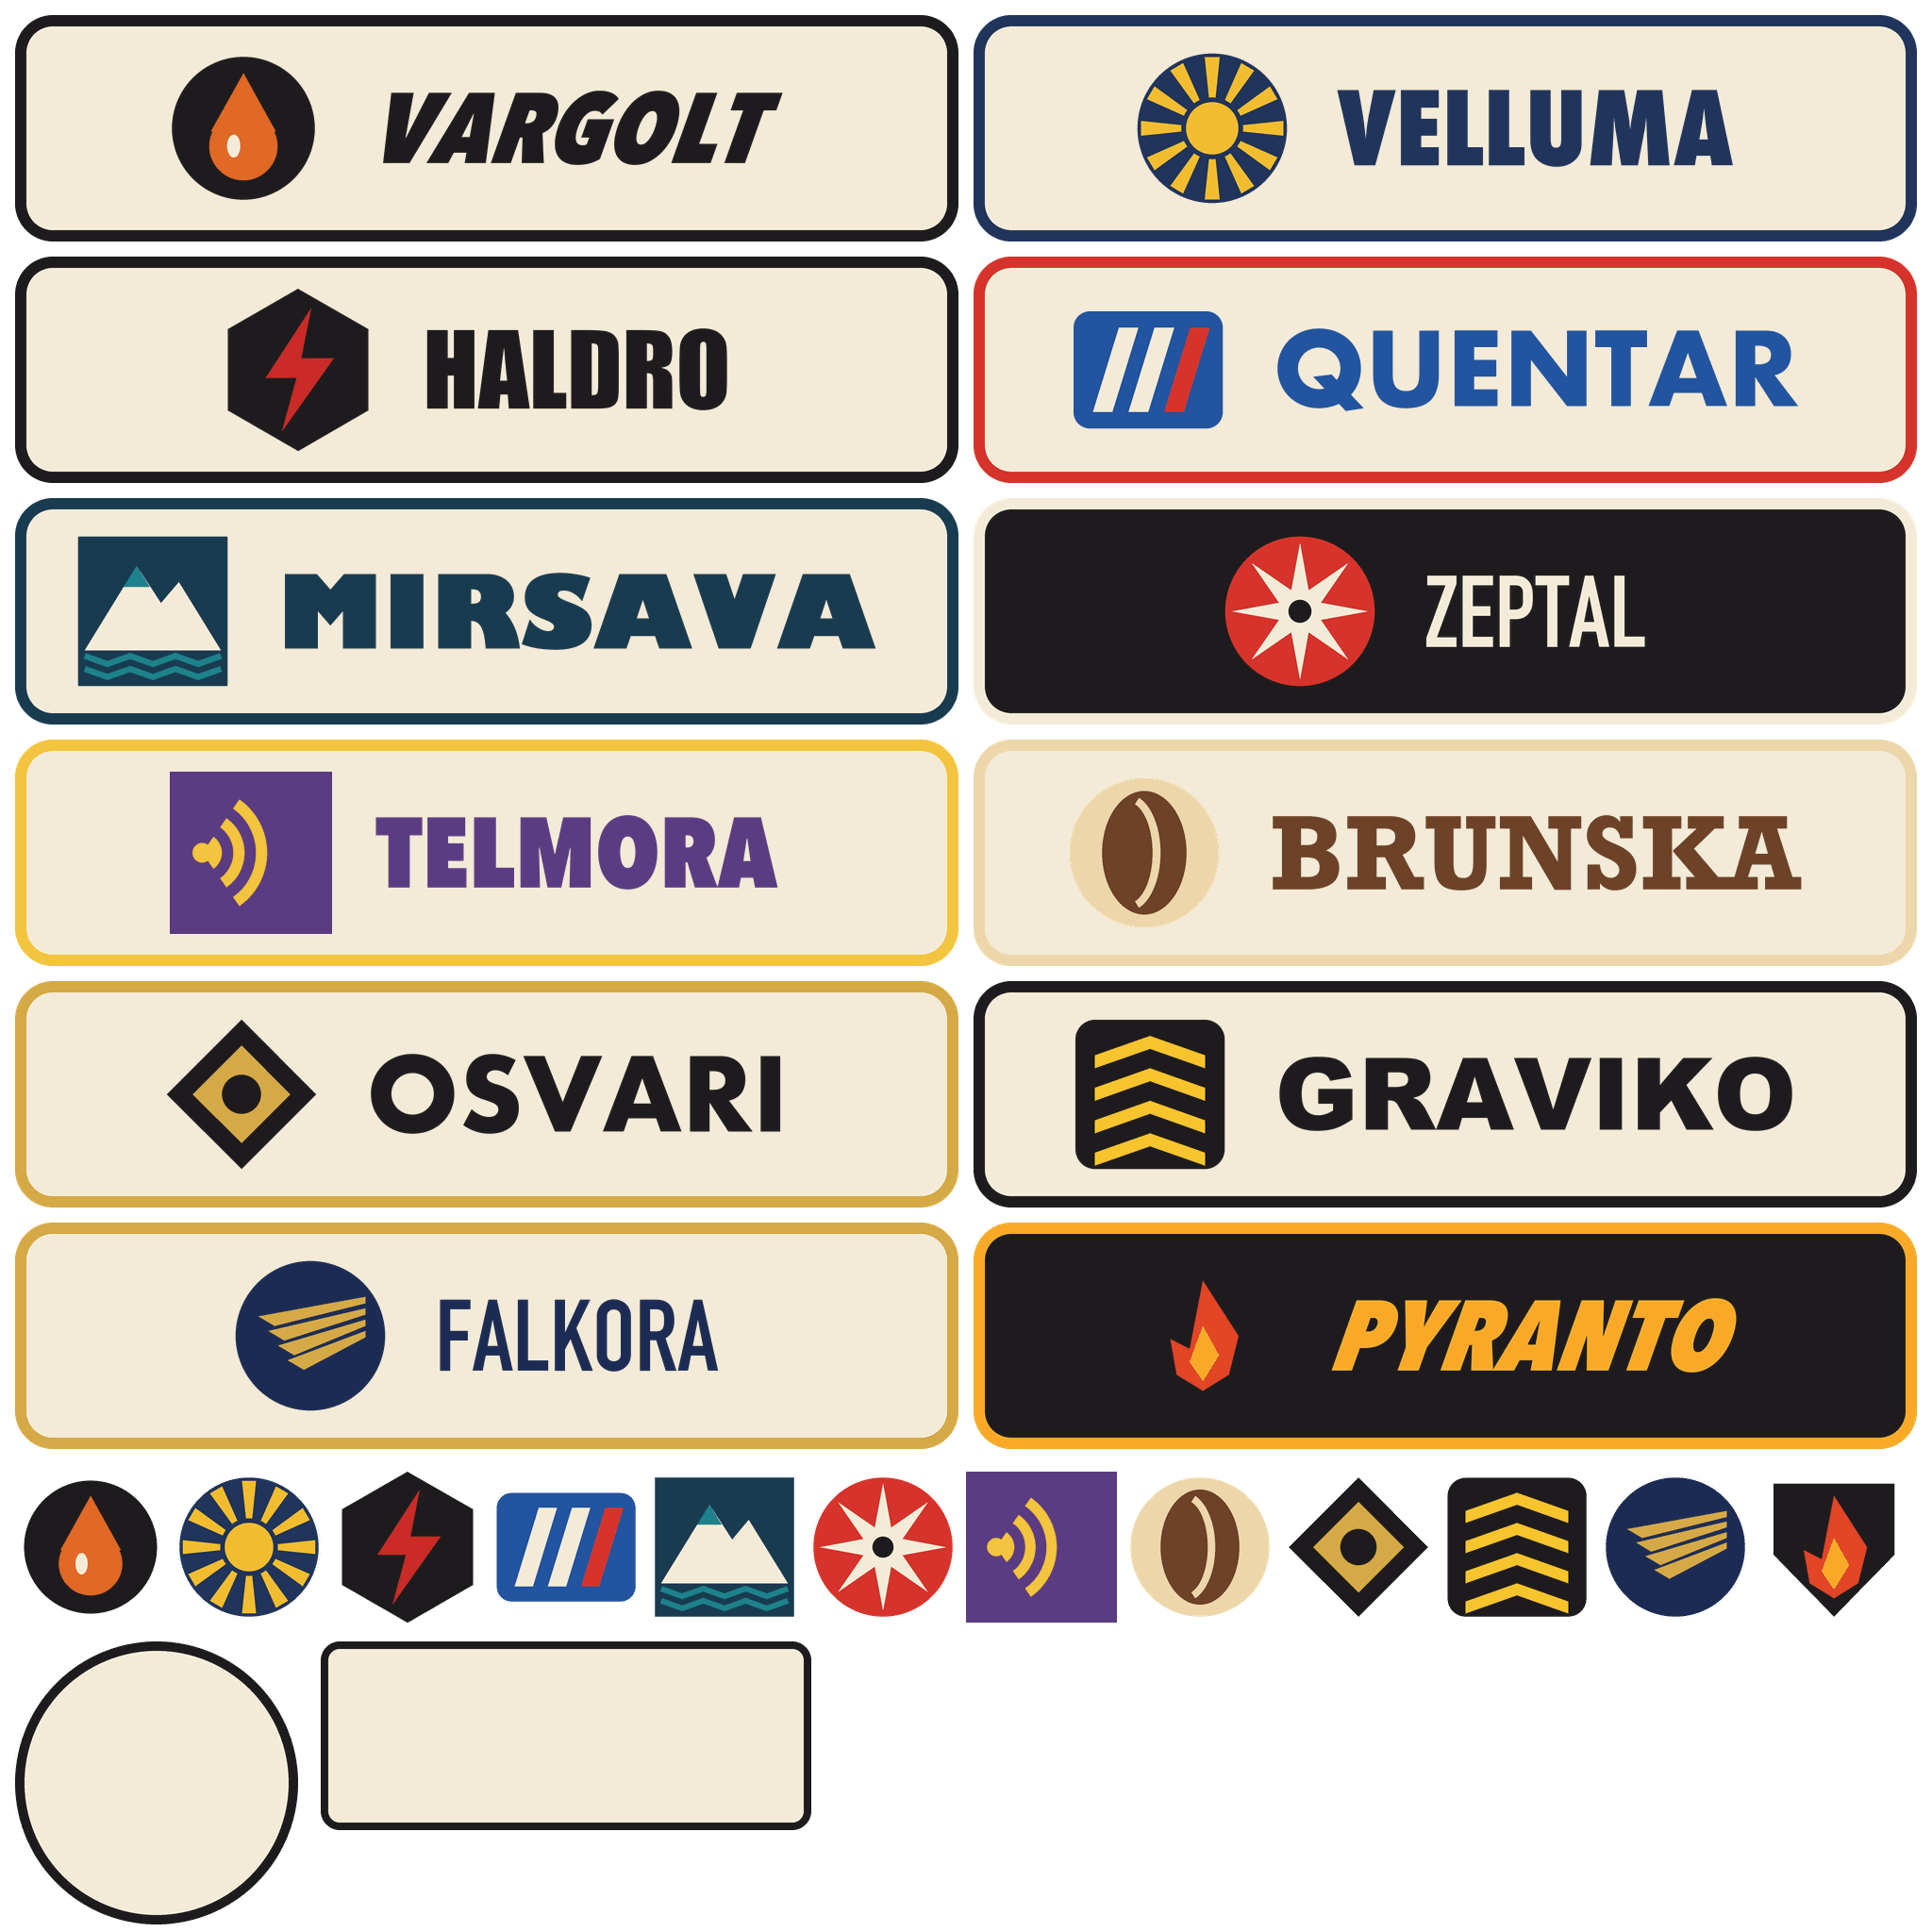 VARGOLT
VELLUMA
HALDRO
QUENTAR
MIRSAVA
ZEPTAL
TELMORA
BRUNSKA
OSVARI
GRAVIKO
FALKORA
PYRANTO